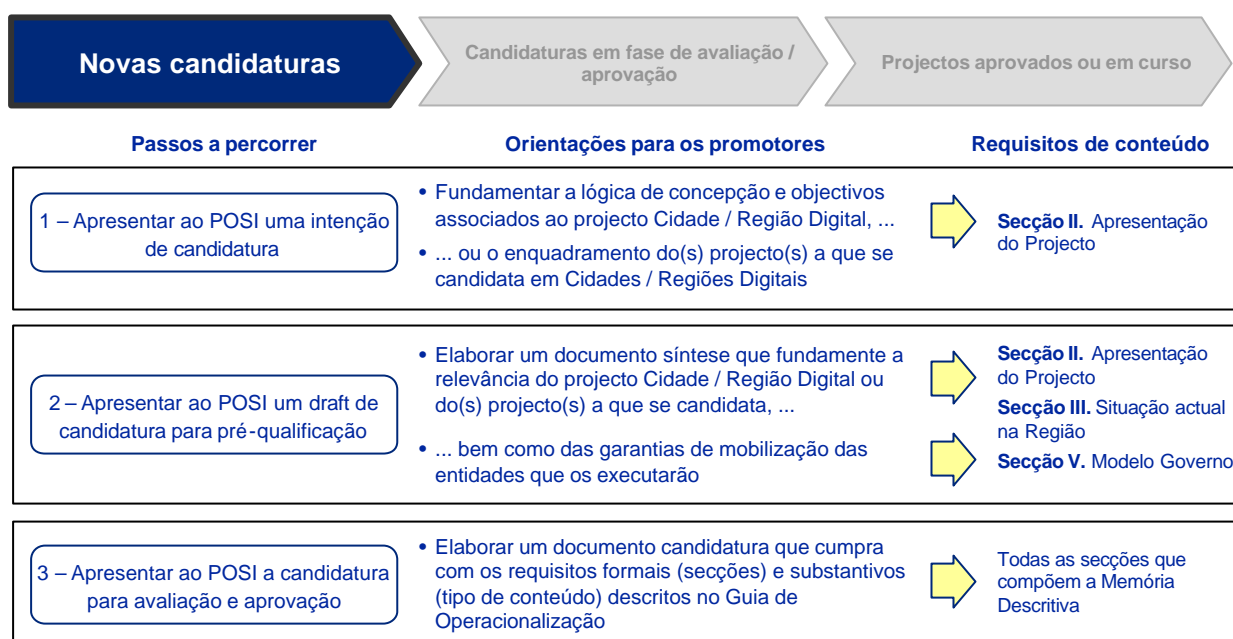 Novas candidaturas
Candidaturas em fase de avaliação /
aprovação
Projectos aprovados ou em curso
Passos a percorrer
Orientações para os promotores
Requisitos de conteúdo
1 – Apresentar ao POSI uma intenção
de candidatura
• Fundamentar a lógica de concepção e objectivos
associados ao projecto Cidade / Região Digital, ...
• ... ou o enquadramento do(s) projecto(s) a que se
candidata em Cidades / Regiões Digitais
Secção II. Apresentação
do Projecto
2 – Apresentar ao POSI um draft de
candidatura para pré-qualificação
• Elaborar um documento síntese que fundamente a
relevância do projecto Cidade / Região Digital ou
do(s) projecto(s) a que se candidata, ...
• ... bem como das garantias de mobilização das
entidades que os executarão
Secção II. Apresentação
do Projecto
Secção III. Situação actual
na Região
Secção V. Modelo Governo
3 – Apresentar ao POSI a candidatura
para avaliação e aprovação
• Elaborar um documento candidatura que cumpra
com os requisitos formais (secções) e substantivos
(tipo de conteúdo) descritos no Guia de
Operacionalização
Todas as secções que
compõem a Memória
Descritiva